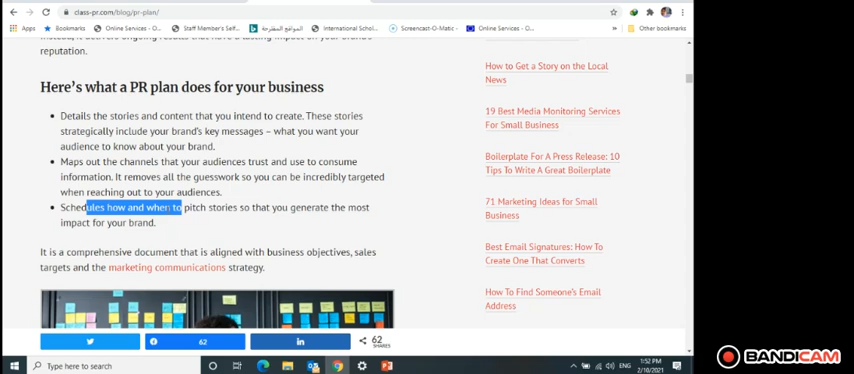 class-pr.com/blog/pr-plan/
Apps
Bookmarks
Online Services - O...
Staff Member's Self...
المواقع المقترحة
International Scho...
Screencast-O-Matic
Online Services - O...
»
Other bookmarks
reputation.
Here's what a PR plan does for your business
• Details the stories and content that you intend to create. These stories
strategically include your brand's key messages – what you want your
audience to know about your brand.
• Maps out the channels that your audiences trust and use to consume
information. It removes all the guesswork so you can be incredibly targeted
when reaching out to your audiences.
• Schedules how and when to pitch stories so that you generate the most
impact for your brand.
It is a comprehensive document that is aligned with business objectives, sales
targets and the marketing communications strategy.
How to Get a Story on the Local
News
19 Best Media Monitoring Services
For Small Business
Boilerplate For A Press Release: 10
Tips To Write A Great Boilerplate
71 Marketing Ideas for Small
Business
Best Email Signatures: How To
Create One That Converts
How To Find Someone's Email
Address
62
62
SHARES
Type here to search
ENG
1:52 PM
2/10/2021
BANDICAM